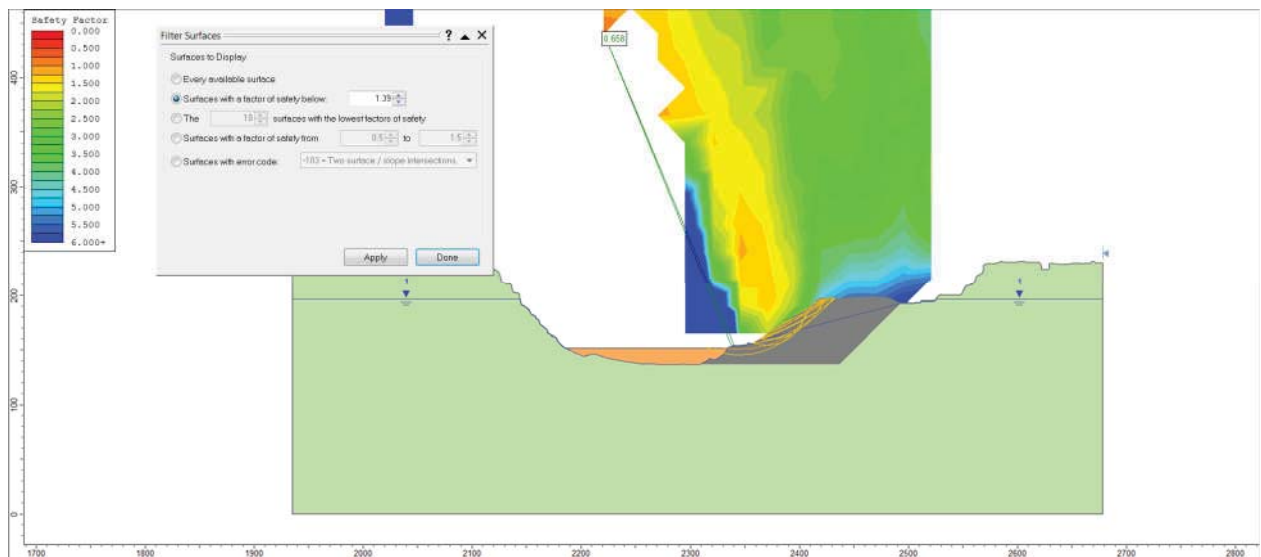 Safety Factor
0.000
0.500
1.000
1.500
2.000
2.500
3.000
3.500
4.000
4.500
5.000
5.500
6.000+
Filter Surfaces ?
Surfaces to Display
Every available surface
Surfaces with a factor of safety below: 1.39
The 10 surfaces with the lowest factors of safety
Surfaces with a factor of safety from 0.5 to 1.5
Surfaces with error code: -103 = Two surface / slope intersections.
Apply Done
0.658
1
1
400
300
200
100
0
1700 1800 1900 2000 2100 2200 2300 2400 2500 2600 2700 2800